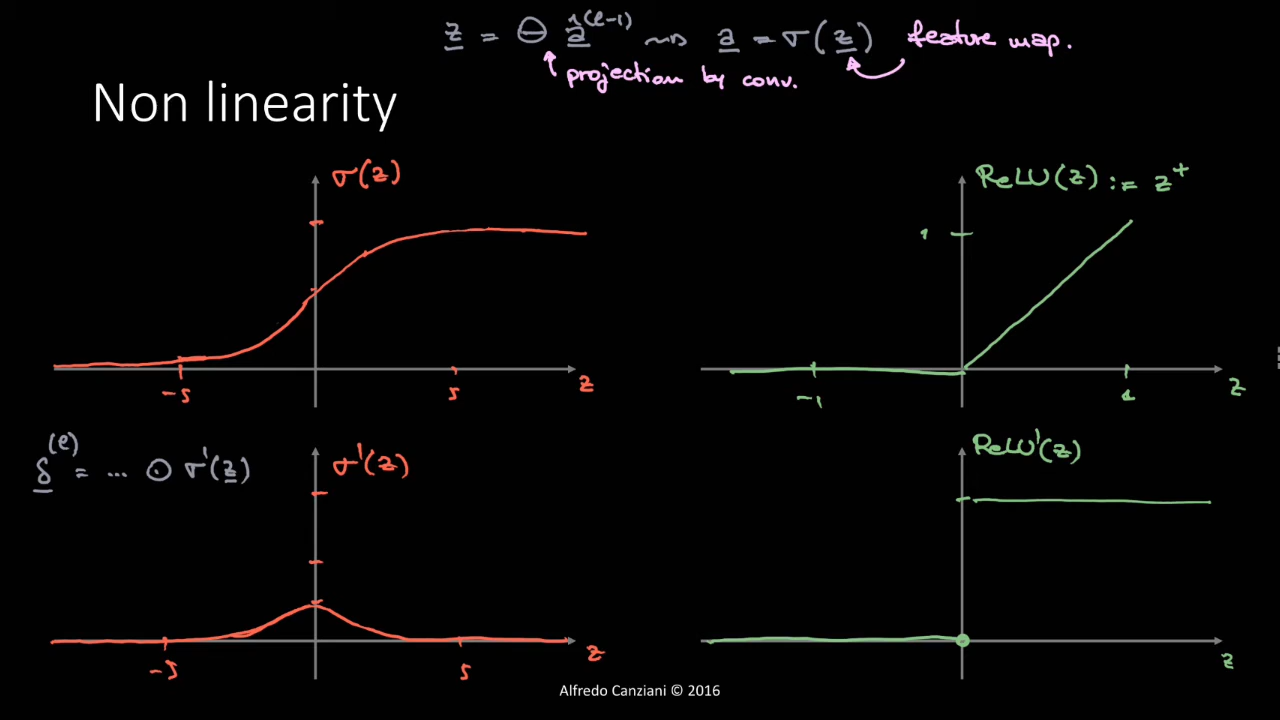 z = Θ â^(l-1) ⇝ a = σ(z) feature map.
projection by conv.
Non linearity
σ(z)
ReLU(z) := z⁺
1
-5 5 z
-1 1 z
δ^(l) = ... ⊙ σ'(z)
σ'(z)
ReLU'(z)
-5 5 z
z
Alfredo Canziani © 2016